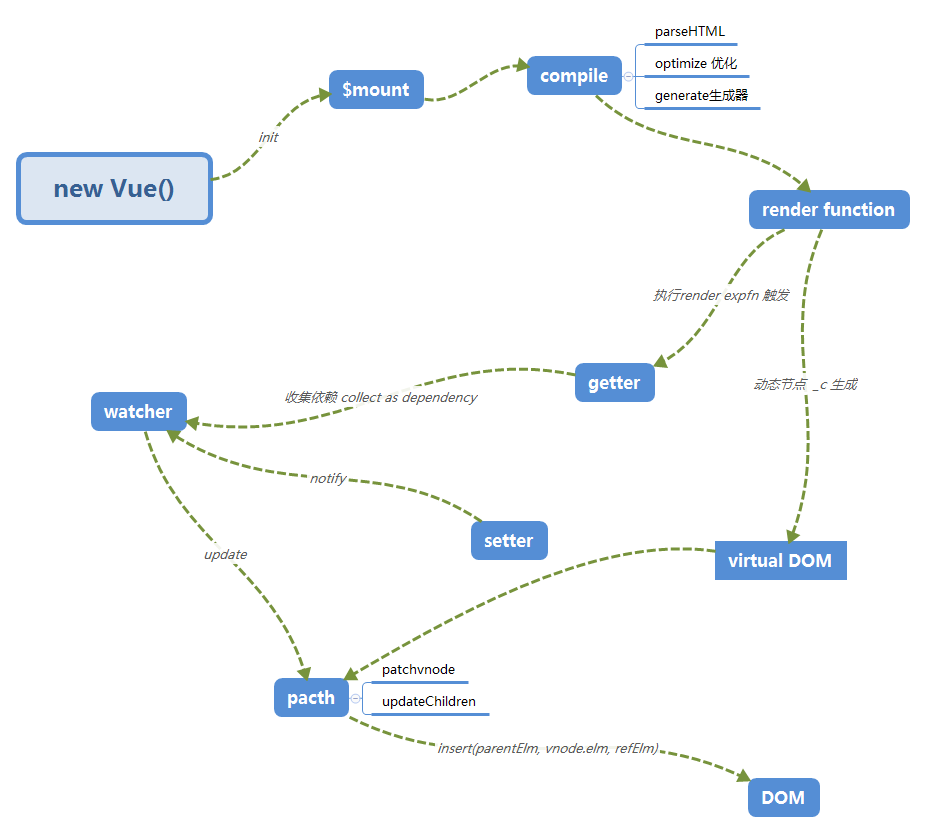 parseHTML
$mount
compile
optimize 优化
generate生成器
init
new Vue()
render function
执行render expfn 触发
getter
动态节点 _c 生成
收集依赖 collect as dependency
watcher
notify
setter
update
virtual DOM
patchvnode
pacth
updateChildren
insert(parentElm, vnode.elm, refElm)
DOM